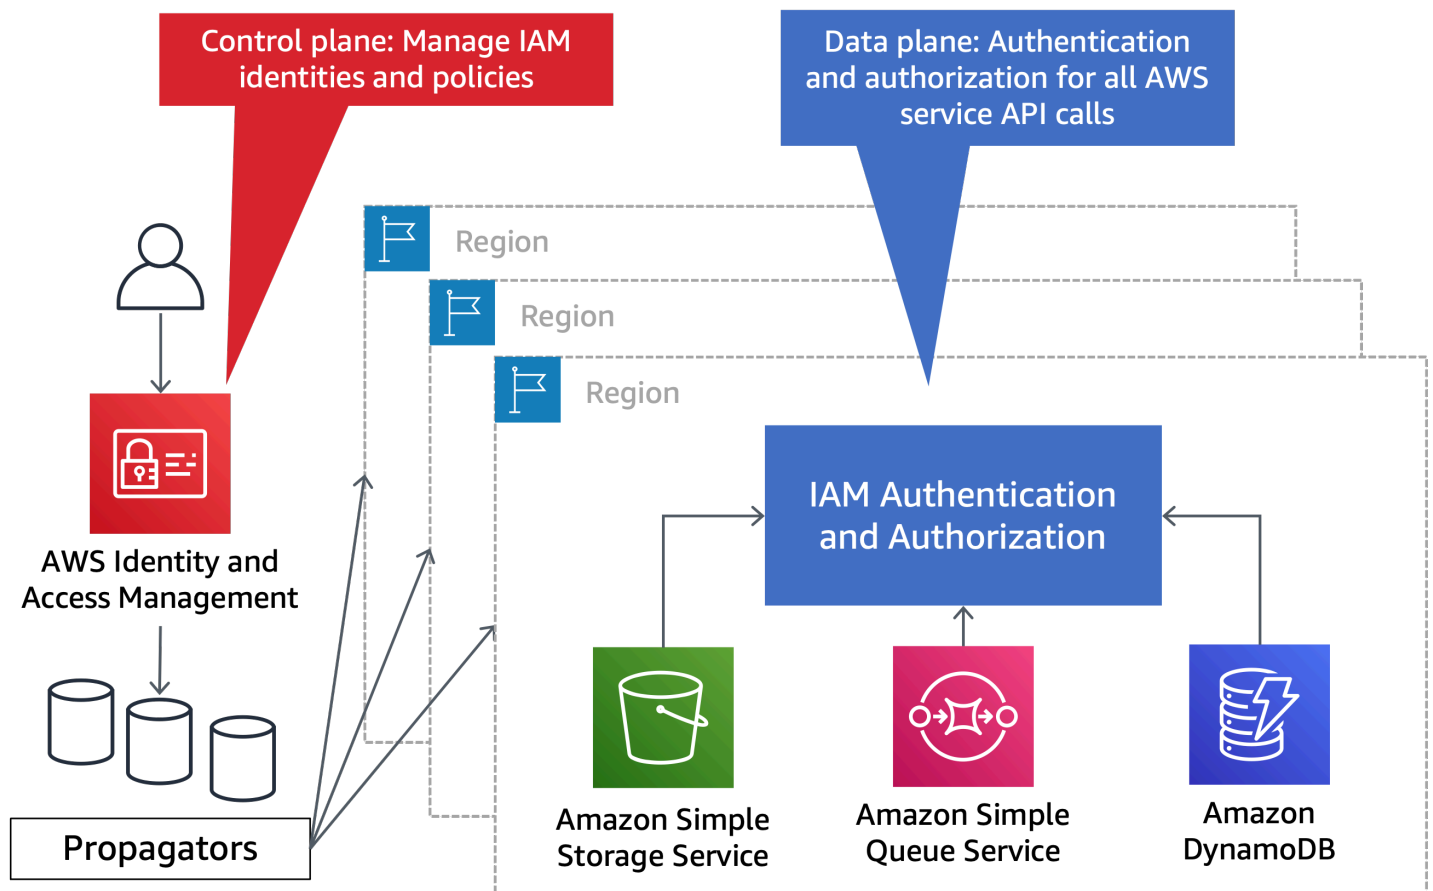 Control plane: Manage IAM
identities and policies
Data plane: Authentication
and authorization for all AWS
service API calls
Region
Region
Region
IAM Authentication
and Authorization
AWS Identity and
Access Management
Propagators
Amazon Simple
Storage Service
Amazon Simple
Queue Service
Amazon
DynamoDB